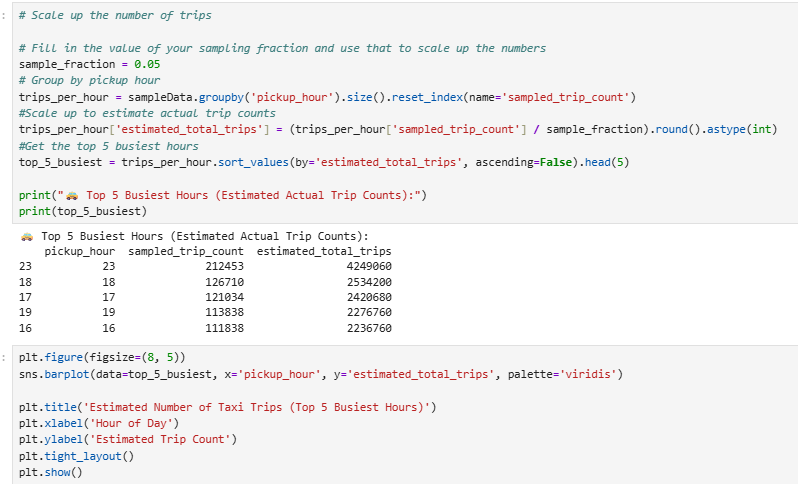 # Scale up the number of trips
# Fill in the value of your sampling fraction and use that to scale up the numbers
sample_fraction = 0.05
# Group by pickup hour
trips_per_hour = sampleData.groupby('pickup_hour').size().reset_index(name='sampled_trip_count')
#Scale up to estimate actual trip counts
trips_per_hour['estimated_total_trips'] = (trips_per_hour['sampled_trip_count'] / sample_fraction).round().astype(int)
#Get the top 5 busiest hours
top_5_busiest = trips_per_hour.sort_values(by='estimated_total_trips', ascending=False).head(5)
print("🚕 Top 5 Busiest Hours (Estimated Actual Trip Counts):")
print(top_5_busiest)
🚕 Top 5 Busiest Hours (Estimated Actual Trip Counts):
pickup_hour sampled_trip_count estimated_total_trips
23 23 212453 4249060
18 18 126710 2534200
17 17 121034 2420680
19 19 113838 2276760
16 16 111838 2236760
plt.figure(figsize=(8, 5))
sns.barplot(data=top_5_busiest, x='pickup_hour', y='estimated_total_trips', palette='viridis')
plt.title('Estimated Number of Taxi Trips (Top 5 Busiest Hours)')
plt.xlabel('Hour of Day')
plt.ylabel('Estimated Trip Count')
plt.tight_layout()
plt.show()